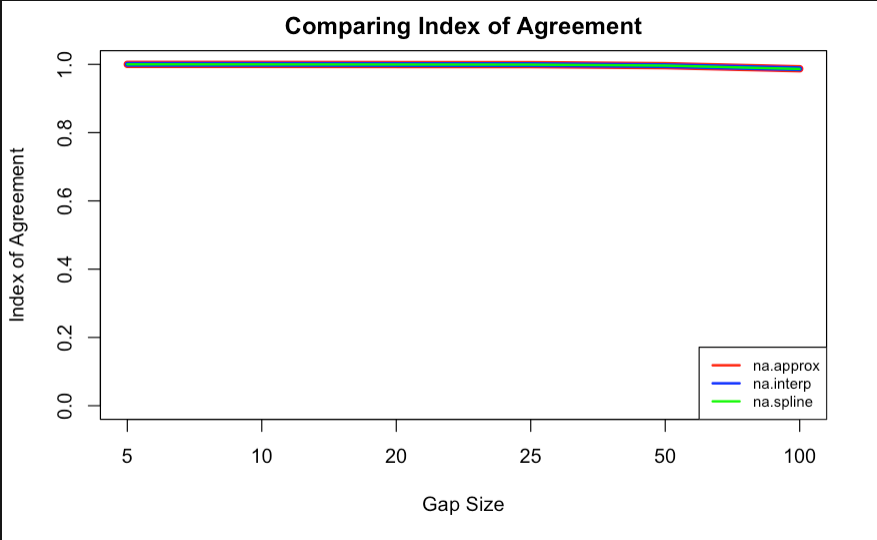 Comparing Index of Agreement
Index of Agreement
1.0
0.8
0.6
0.4
0.2
0.0
na.approx
na.interp
na.spline
5 10 20 25 50 100
Gap Size